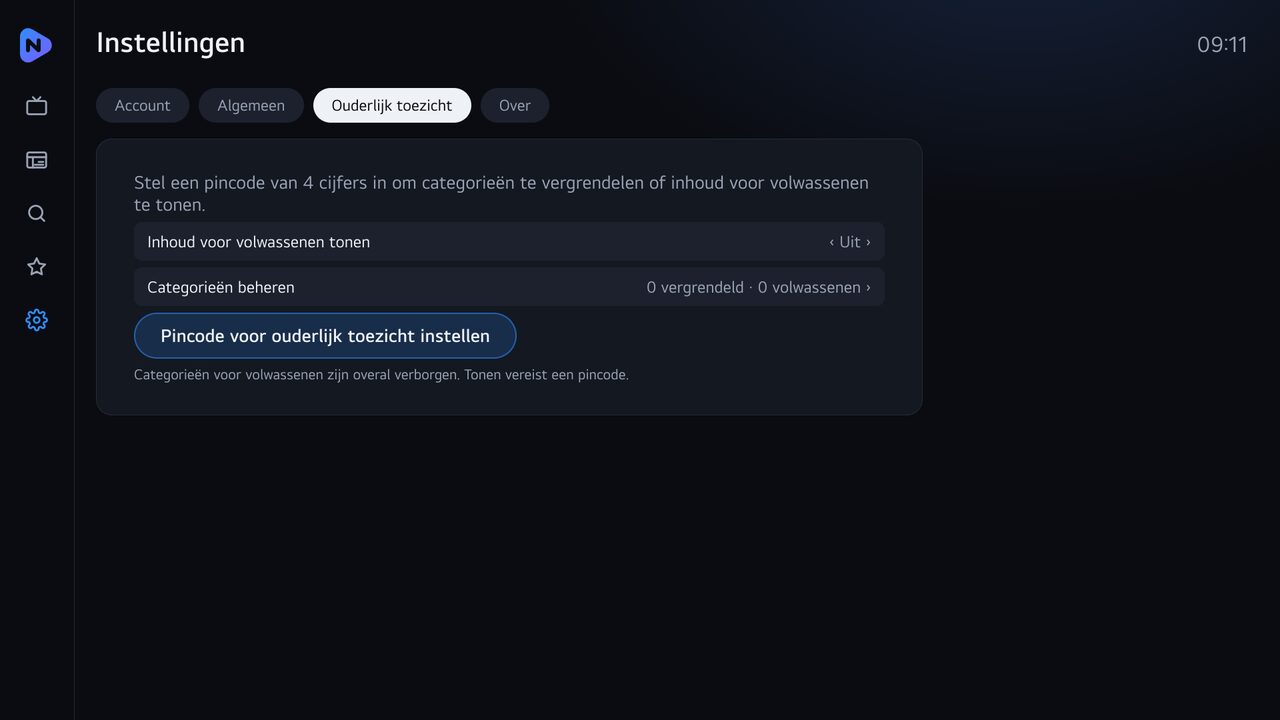 Instellingen
09:11
Account
Algemeen
Ouderlijk toezicht
Over
Stel een pincode van 4 cijfers in om categorieën te vergrendelen of inhoud voor volwassenen
te tonen.
Inhoud voor volwassenen tonen
‹ Uit ›
Categorieën beheren
0 vergrendeld · 0 volwassenen ›
Pincode voor ouderlijk toezicht instellen
Categorieën voor volwassenen zijn overal verborgen. Tonen vereist een pincode.